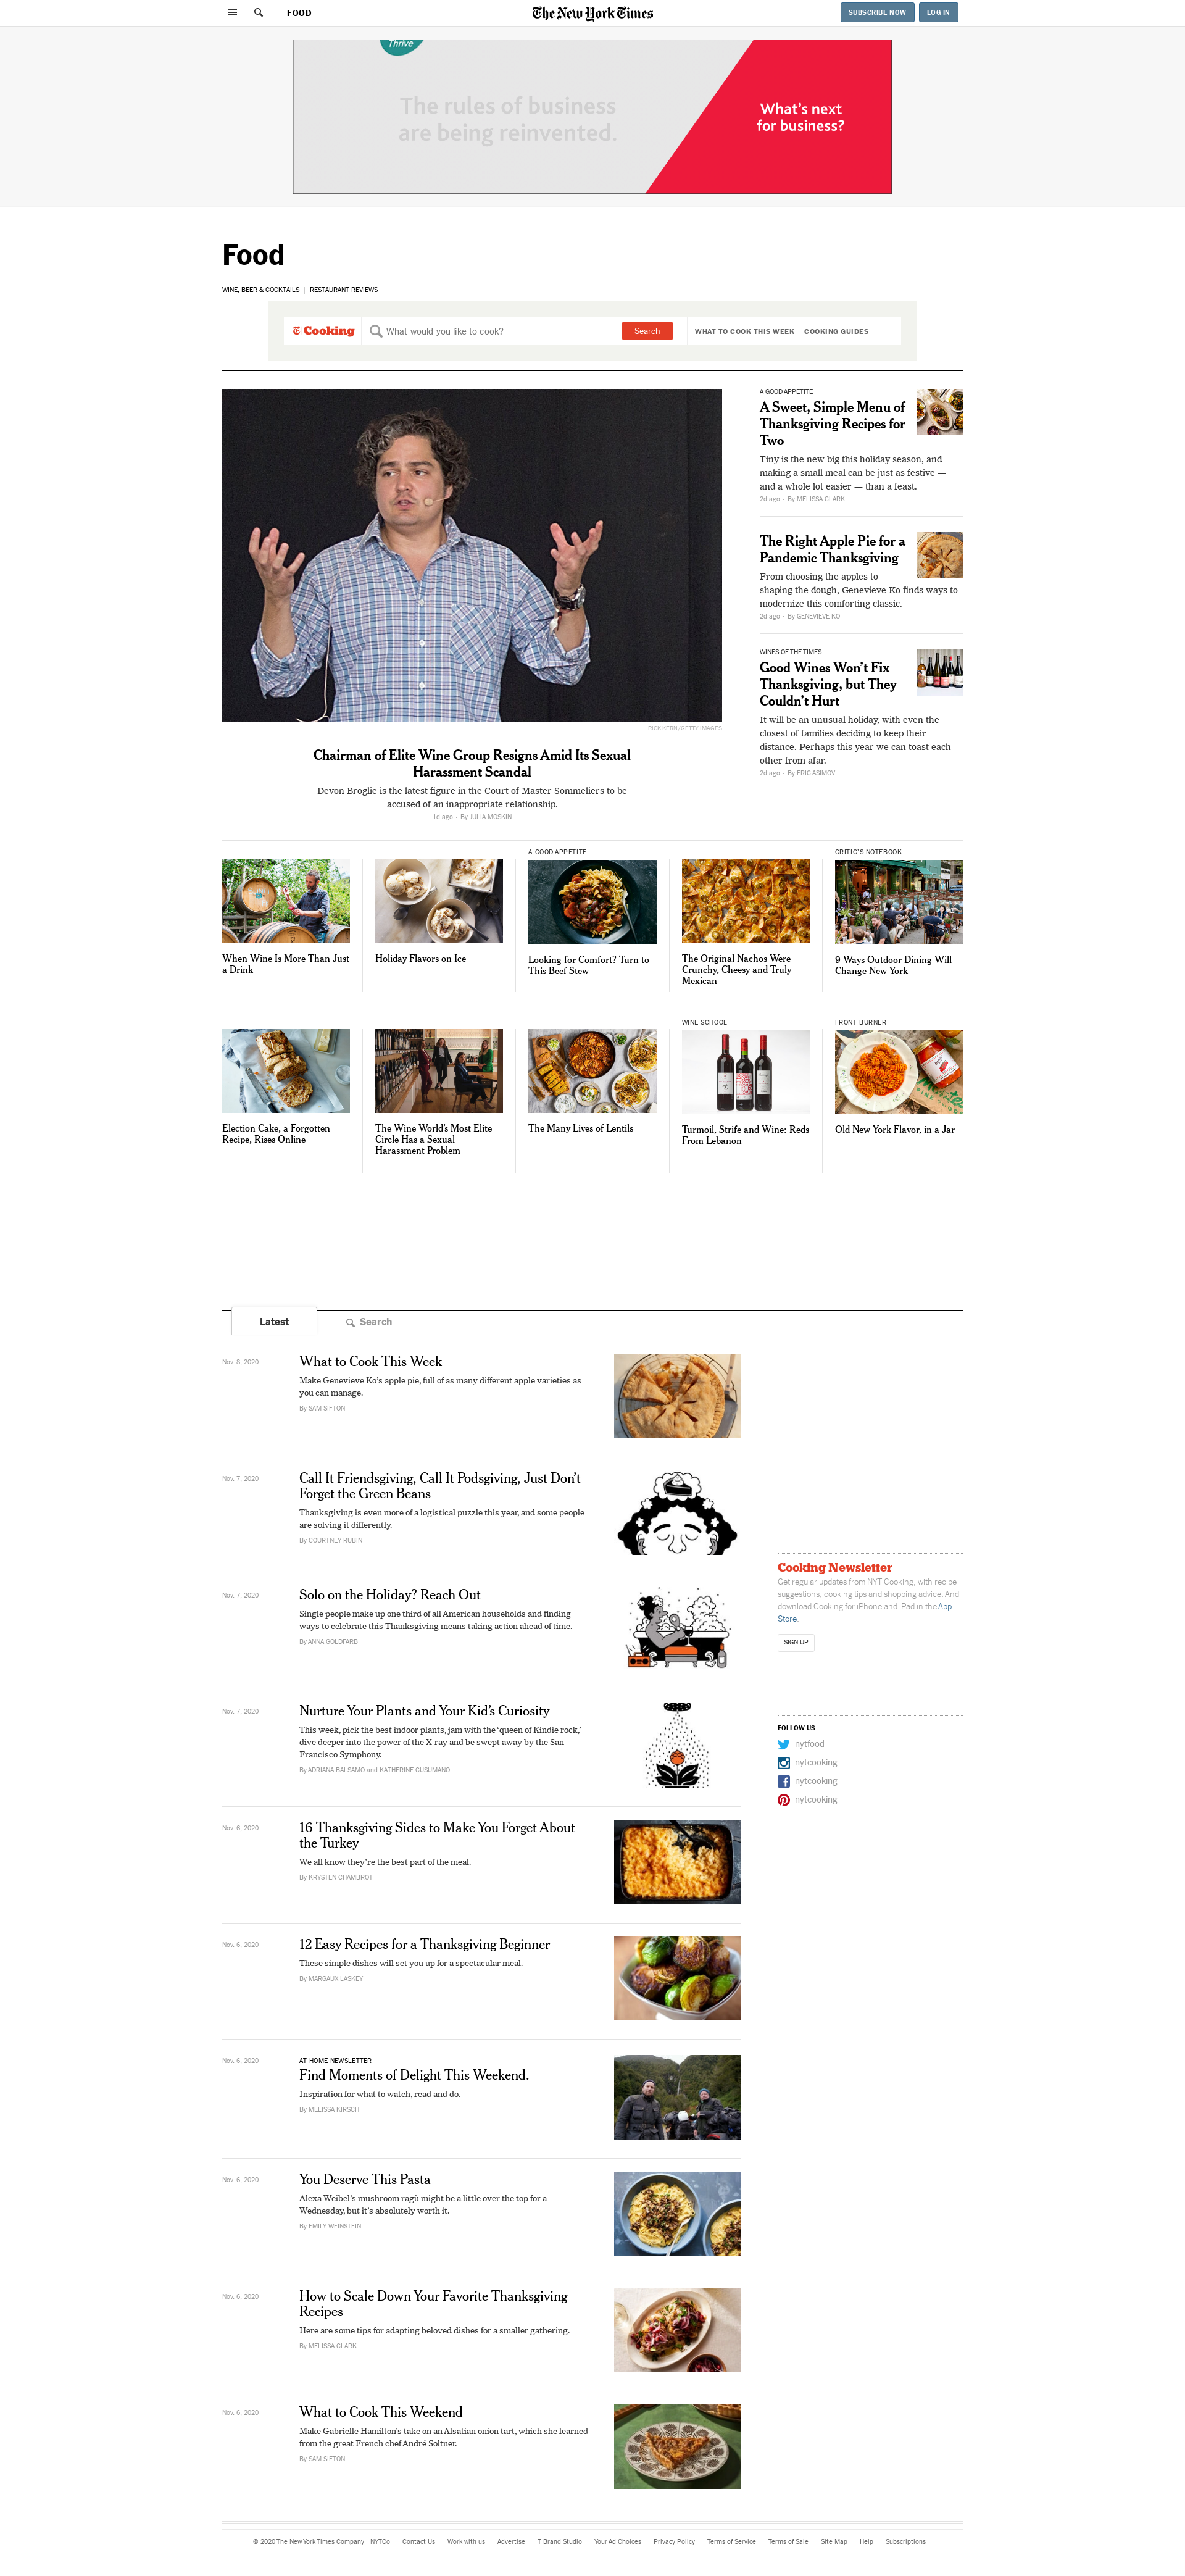 FOOD
The New York Times
SUBSCRIBE NOW
LOG IN
Thrive
The rules of business
are being reinvented.
What's next
for business?
Food
WINE, BEER & COCKTAILS | RESTAURANT REVIEWS
Cooking
What would you like to cook?
Search
WHAT TO COOK THIS WEEK
COOKING GUIDES
RICK KERN/GETTY IMAGES
Chairman of Elite Wine Group Resigns Amid Its Sexual
Harassment Scandal
Devon Broglie is the latest figure in the Court of Master Sommeliers to be
accused of an inappropriate relationship.
1d ago • By JULIA MOSKIN
A GOOD APPETITE
A Sweet, Simple Menu of
Thanksgiving Recipes for
Two
Tiny is the new big this holiday season, and
making a small meal can be just as festive —
and a whole lot easier — than a feast.
2d ago • By MELISSA CLARK
The Right Apple Pie for a
Pandemic Thanksgiving
From choosing the apples to
shaping the dough, Genevieve Ko finds ways to
modernize this comforting classic.
2d ago • By GENEVIEVE KO
WINES OF THE TIMES
Good Wines Won't Fix
Thanksgiving, but They
Couldn't Hurt
It will be an unusual holiday, with even the
closest of families deciding to keep their
distance. Perhaps this year we can toast each
other from afar.
2d ago • By ERIC ASIMOV
When Wine Is More Than Just
a Drink
Holiday Flavors on Ice
A GOOD APPETITE
Looking for Comfort? Turn to
This Beef Stew
The Original Nachos Were
Crunchy, Cheesy and Truly
Mexican
CRITIC'S NOTEBOOK
9 Ways Outdoor Dining Will
Change New York
Election Cake, a Forgotten
Recipe, Rises Online
The Wine World's Most Elite
Circle Has a Sexual
Harassment Problem
The Many Lives of Lentils
WINE SCHOOL
Turmoil, Strife and Wine: Reds
From Lebanon
FRONT BURNER
Old New York Flavor, in a Jar
Latest
Search
Nov. 8, 2020
What to Cook This Week
Make Genevieve Ko's apple pie, full of as many different apple varieties as
you can manage.
By SAM SIFTON
Nov. 7, 2020
Call It Friendsgiving, Call It Podsgiving, Just Don't
Forget the Green Beans
Thanksgiving is even more of a logistical puzzle this year, and some people
are solving it differently.
By COURTNEY RUBIN
Nov. 7, 2020
Solo on the Holiday? Reach Out
Single people make up one third of all American households and finding
ways to celebrate this Thanksgiving means taking action ahead of time.
By ANNA GOLDFARB
Nov. 7, 2020
Nurture Your Plants and Your Kid's Curiosity
This week, pick the best indoor plants, jam with the 'queen of Kindie rock,'
dive deeper into the power of the X-ray and be swept away by the San
Francisco Symphony.
By ADRIANA BALSAMO and KATHERINE CUSUMANO
Nov. 6, 2020
16 Thanksgiving Sides to Make You Forget About
the Turkey
We all know they're the best part of the meal.
By KRYSTEN CHAMBROT
Nov. 6, 2020
12 Easy Recipes for a Thanksgiving Beginner
These simple dishes will set you up for a spectacular meal.
By MARGAUX LASKEY
Nov. 6, 2020
AT HOME NEWSLETTER
Find Moments of Delight This Weekend.
Inspiration for what to watch, read and do.
By MELISSA KIRSCH
Nov. 6, 2020
You Deserve This Pasta
Alexa Weibel's mushroom ragù might be a little over the top for a
Wednesday, but it's absolutely worth it.
By EMILY WEINSTEIN
Nov. 6, 2020
How to Scale Down Your Favorite Thanksgiving
Recipes
Here are some tips for adapting beloved dishes for a smaller gathering.
By MELISSA CLARK
Nov. 6, 2020
What to Cook This Weekend
Make Gabrielle Hamilton's take on an Alsatian onion tart, which she learned
from the great French chef André Soltner.
By SAM SIFTON
Cooking Newsletter
Get regular updates from NYT Cooking, with recipe
suggestions, cooking tips and shopping advice. And
download Cooking for iPhone and iPad in the App
Store.
SIGN UP
FOLLOW US
nytfood
nytcooking
nytcooking
nytcooking
© 2020 The New York Times Company NYTCo Contact Us Work with us Advertise T Brand Studio Your Ad Choices Privacy Policy Terms of Service Terms of Sale Site Map Help Subscriptions